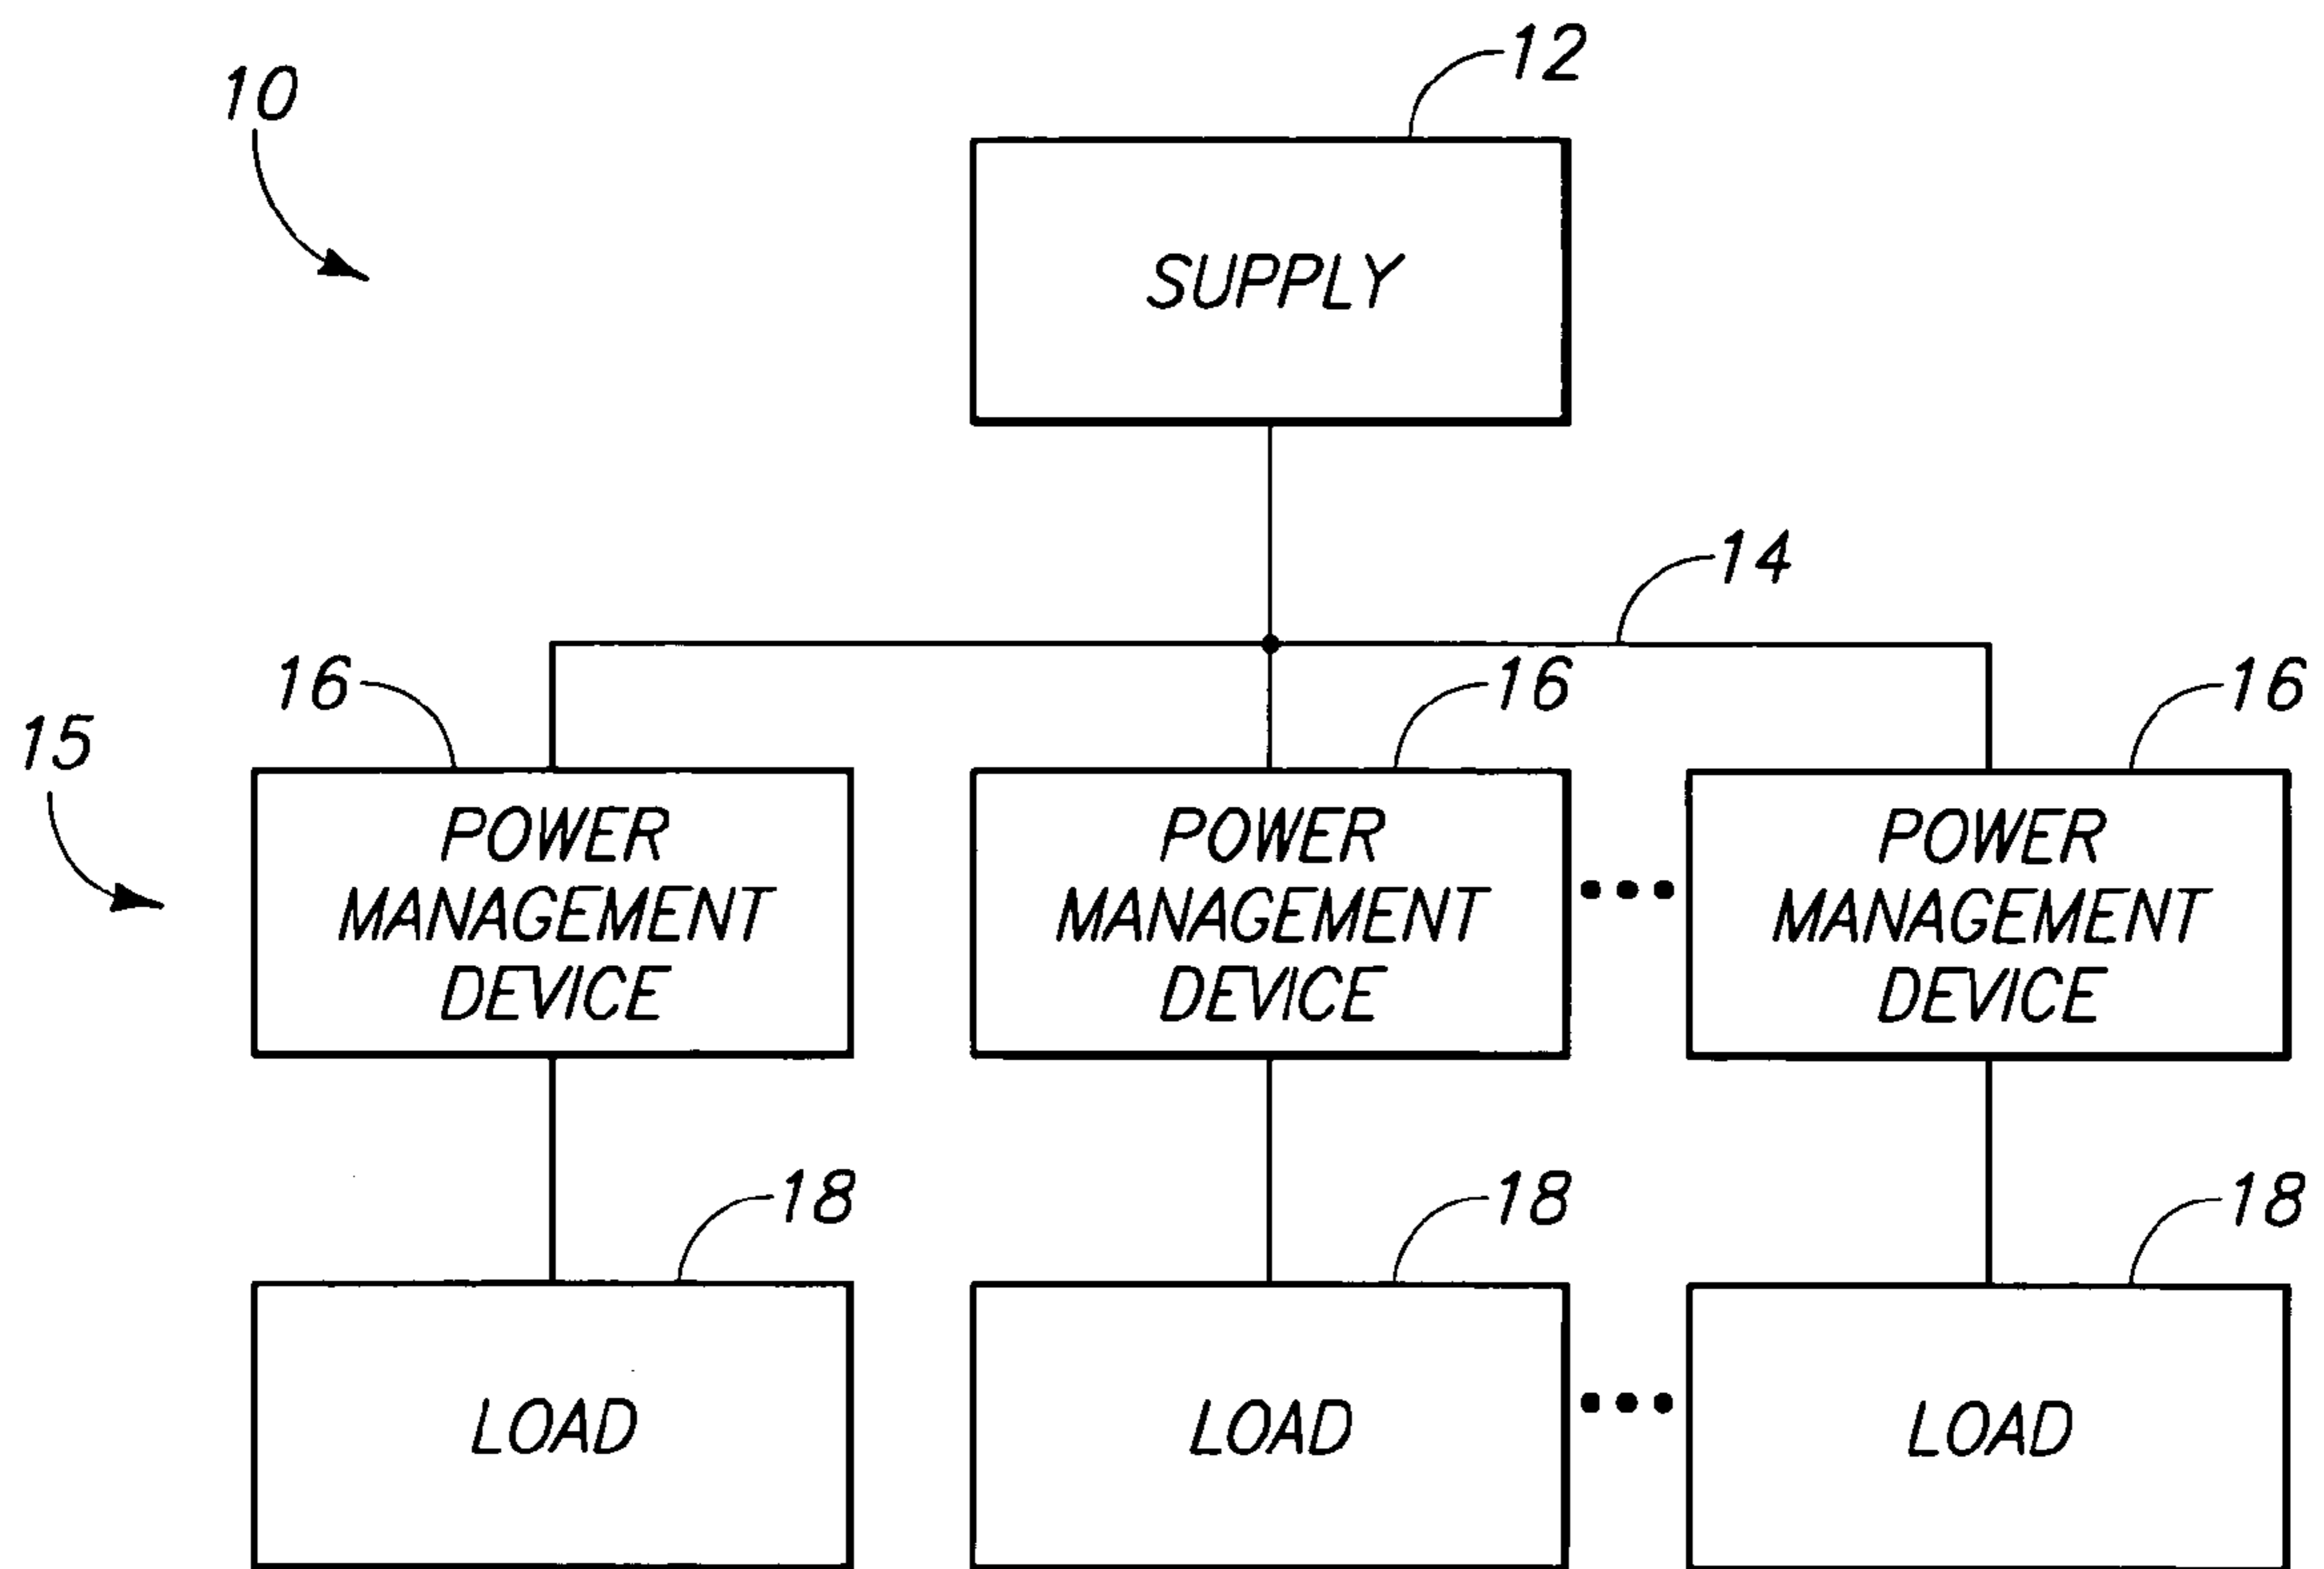 10
12
SUPPLY
14
15
16
16
16
POWER
MANAGEMENT
DEVICE
POWER
MANAGEMENT
DEVICE
POWER
MANAGEMENT
DEVICE
18
18
18
LOAD
LOAD
LOAD